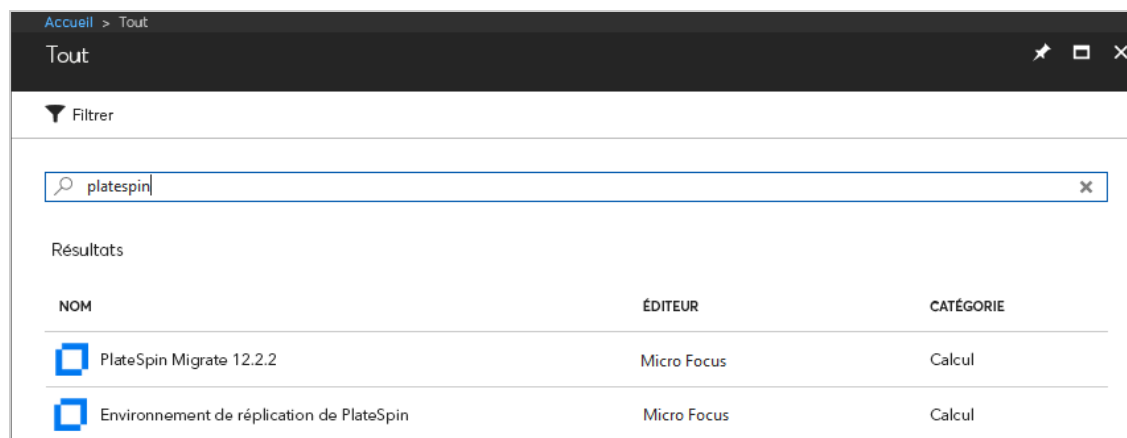 Accueil > Tout
Tout
Filtrer
platespin
Résultats
NOM ÉDITEUR CATÉGORIE
PlateSpin Migrate 12.2.2 Micro Focus Calcul
Environnement de réplication de PlateSpin Micro Focus Calcul